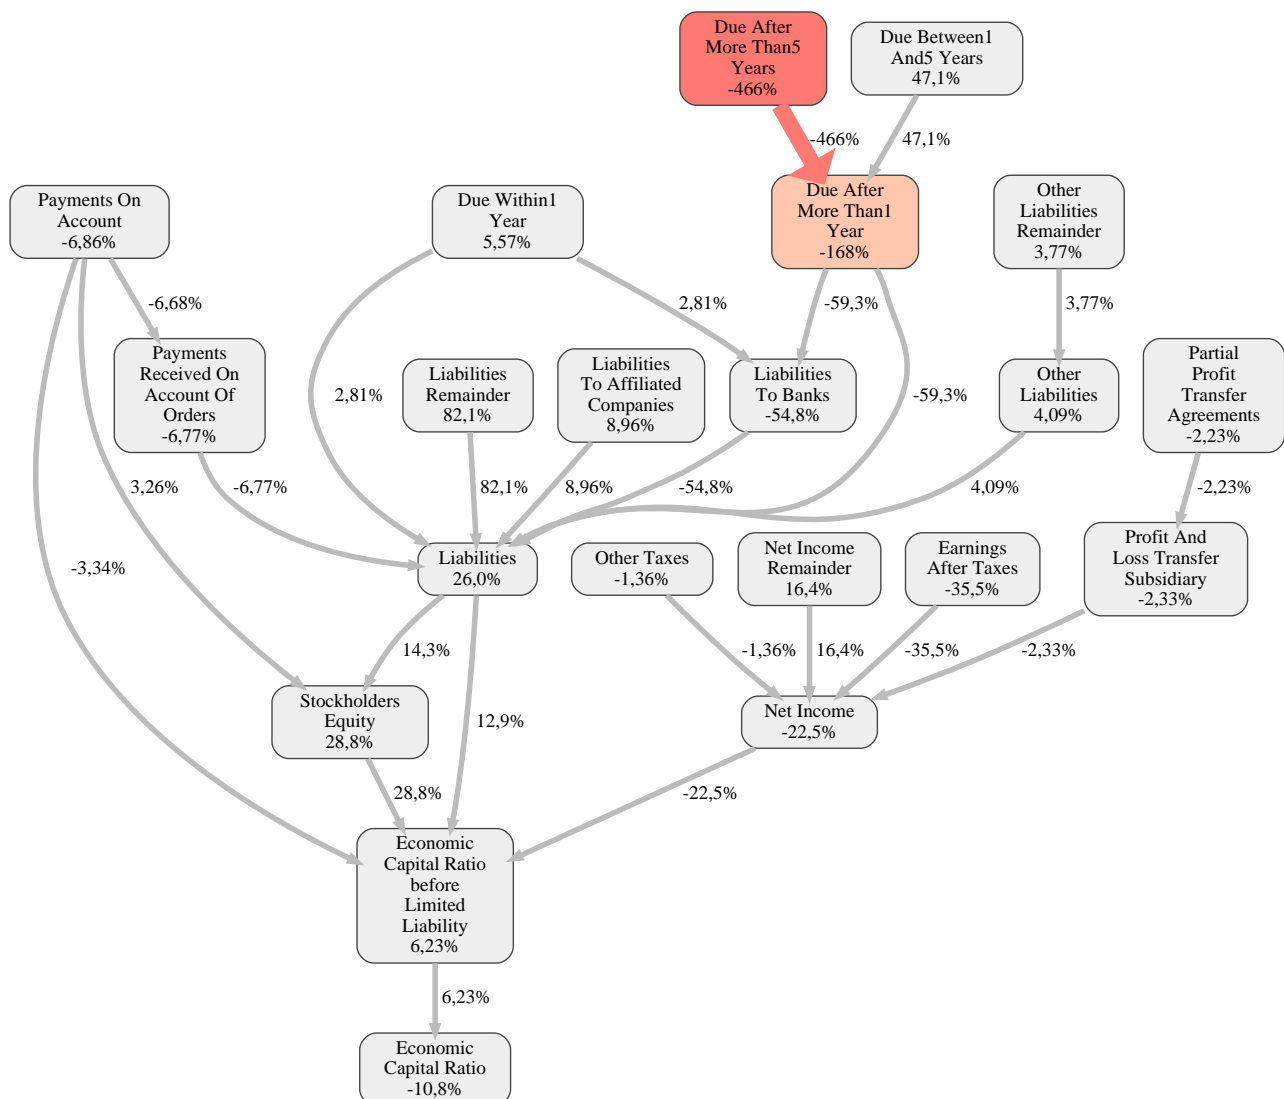 Due After
More Than5
Years
-466%
Due Between1
And5 Years
47,1%
-466%
47,1%
Payments On
Account
-6,86%
Due Within1
Year
5,57%
Due After
More Than1
Year
-168%
Other
Liabilities
Remainder
3,77%
-6,68%
2,81%
-59,3%
3,77%
Payments
Received On
Account Of
Orders
-6,77%
2,81%
Liabilities
Remainder
82,1%
Liabilities
To Affiliated
Companies
8,96%
Liabilities
To Banks
-54,8%
-59,3%
Other
Liabilities
4,09%
Partial
Profit
Transfer
Agreements
-2,23%
3,26%
-6,77%
82,1%
8,96%
-54,8%
4,09%
-2,23%
-3,34%
Liabilities
26,0%
Other Taxes
-1,36%
Net Income
Remainder
16,4%
Earnings
After Taxes
-35,5%
Profit And
Loss Transfer
Subsidiary
-2,33%
14,3%
-1,36%
16,4%
-35,5%
-2,33%
Stockholders
Equity
28,8%
12,9%
Net Income
-22,5%
28,8%
-22,5%
Economic
Capital Ratio
before
Limited
Liability
6,23%
6,23%
Economic
Capital Ratio
-10,8%